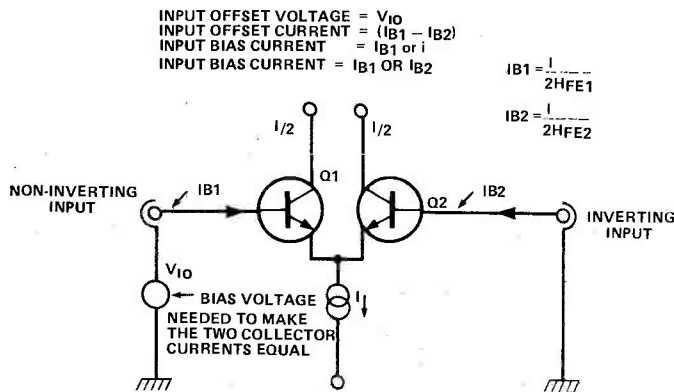 INPUT OFFSET VOLTAGE = VIO
INPUT OFFSET CURRENT = (IB1 – IB2)
INPUT BIAS CURRENT = IB1 or i
INPUT BIAS CURRENT = IB1 OR IB2
IB1 = I
2HFE1
IB2 = I
2HFE2
I/2
I/2
Q1
Q2
NON-INVERTING
INPUT
IB1
IB2
INVERTING
INPUT
VIO
BIAS VOLTAGE
NEEDED TO MAKE
THE TWO COLLECTOR
CURRENTS EQUAL
I